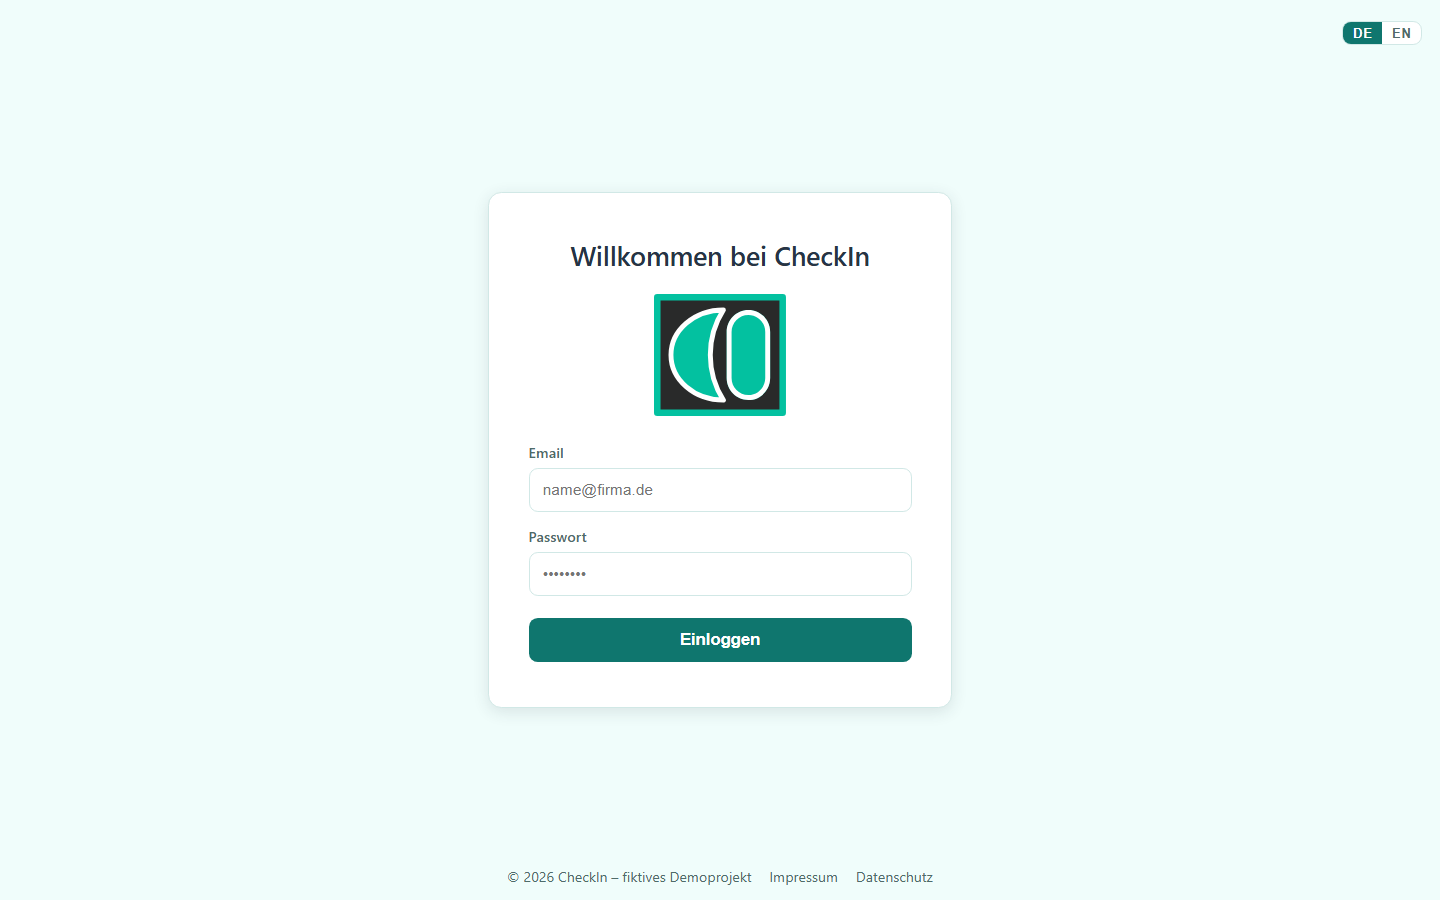 DE EN
Willkommen bei CheckIn
Email
name@firma.de
Passwort
••••••••
Einloggen
© 2026 CheckIn – fiktives Demoprojekt Impressum Datenschutz